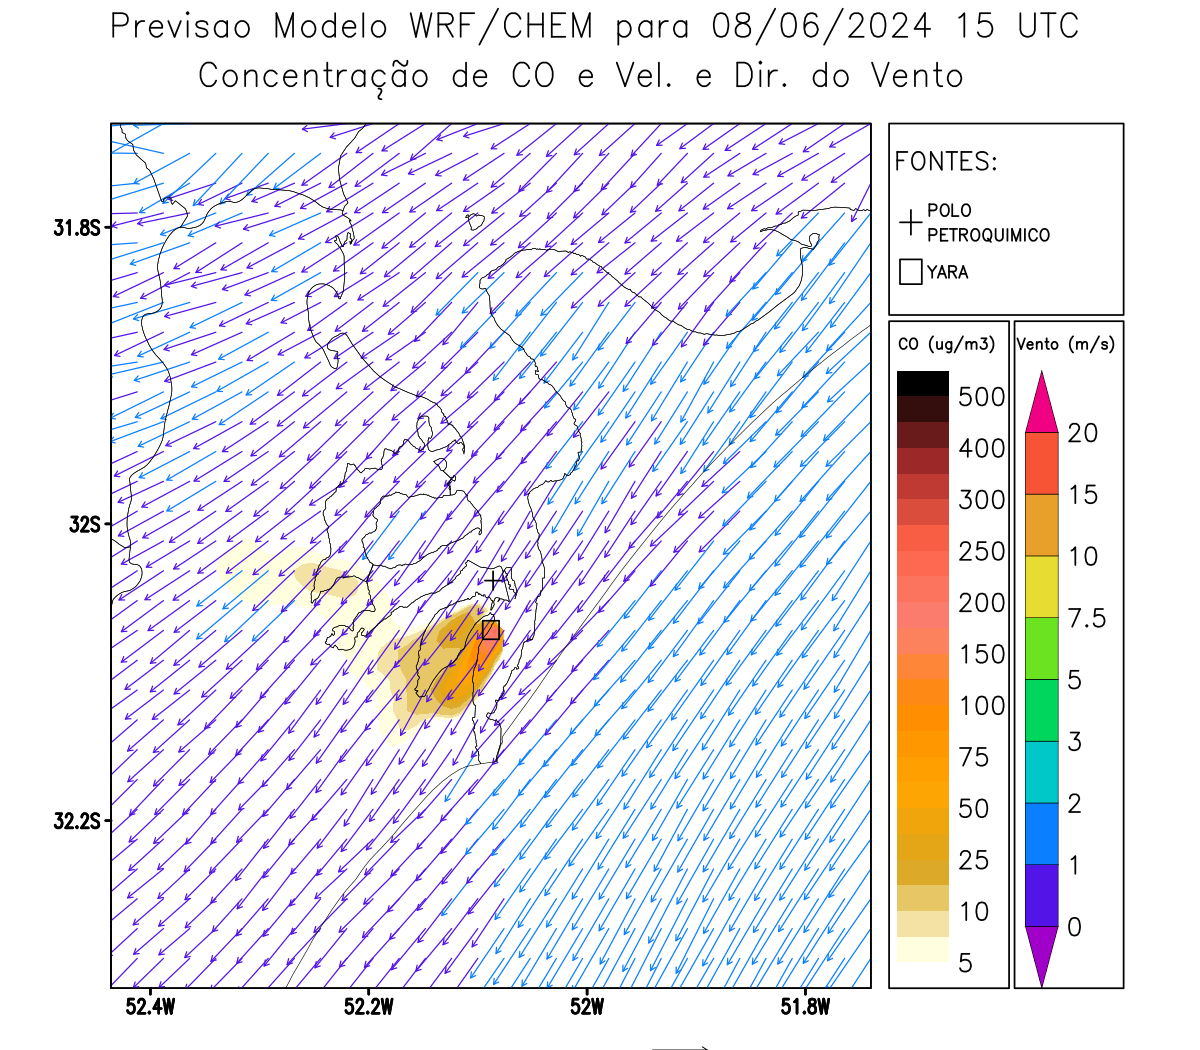 Previsao Modelo WRF/CHEM para 08/06/2024 15 UTC
Concentração de CO e Vel. e Dir. do Vento
FONTES:
POLO
PETROQUIMICO
YARA
CO (ug/m3)
500
400
300
250
200
150
100
75
50
25
10
5
Vento (m/s)
20
15
10
7.5
5
3
2
1
0
31.8S
32S
32.2S
52.4W
52.2W
52W
51.8W